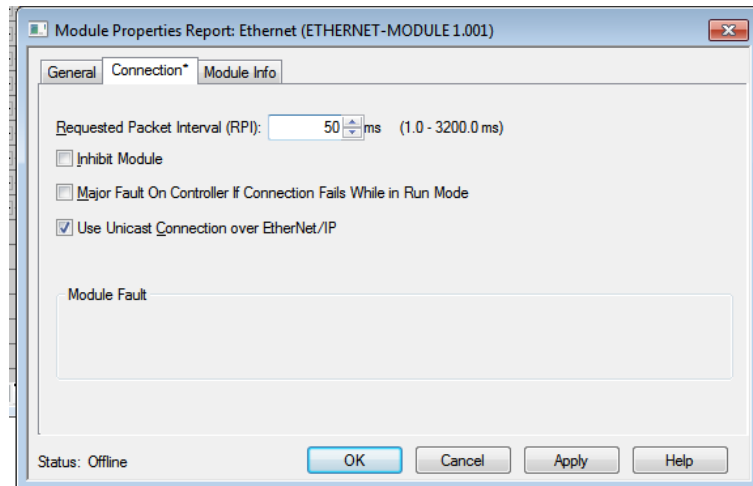 Module Properties Report: Ethernet (ETHERNET-MODULE 1.001)
General Connection* Module Info
Requested Packet Interval (RPI): 50 ms (1.0 - 3200.0 ms)
Inhibit Module
Major Fault On Controller If Connection Fails While in Run Mode
Use Unicast Connection over EtherNet/IP
Module Fault
Status: Offline OK Cancel Apply Help